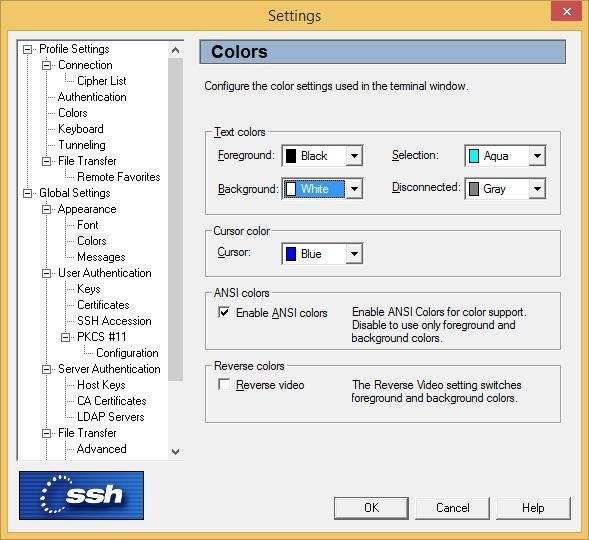 Settings
Profile Settings
Connection
Cipher List
Authentication
Colors
Keyboard
Tunneling
File Transfer
Remote Favorites
Global Settings
Appearance
Font
Colors
Messages
User Authentication
Keys
Certificates
SSH Accession
PKCS #11
Configuration
Server Authentication
Host Keys
CA Certificates
LDAP Servers
File Transfer
Advanced
ssh
Colors
Configure the color settings used in the terminal window.
Text colors
Foreground: Black Selection: Aqua
Background: White Disconnected: Gray
Cursor color
Cursor: Blue
ANSI colors
Enable ANSI colors
Enable ANSI Colors for color support.
Disable to use only foreground and
background colors.
Reverse colors
Reverse video
The Reverse Video setting switches
foreground and background colors.
OK Cancel Help